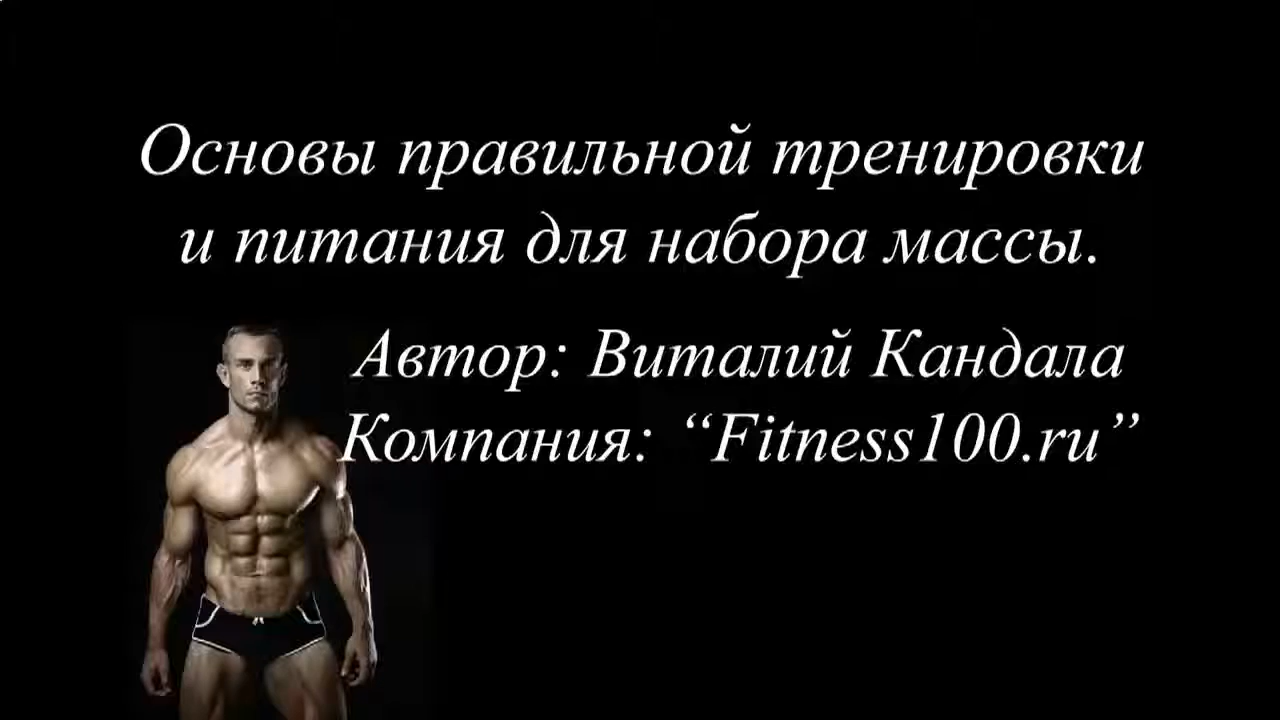 Основы правильной тренировки
и питания для набора массы.
Автор: Виталий Кандала
Компания: “Fitness100.ru”